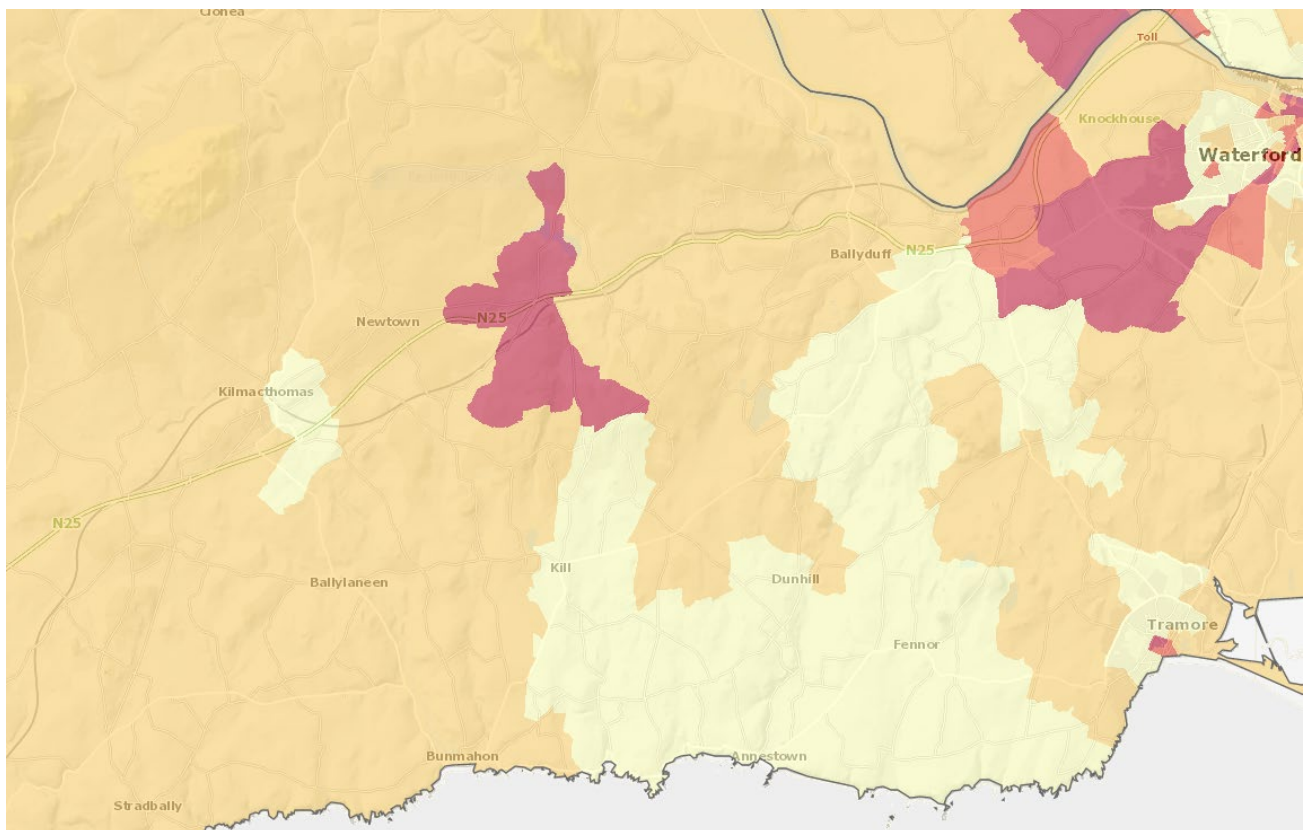 Clonea
Toll
Knockhouse
Waterford
N25
Ballyduff
N25
Newtown
Kilmacthomas
N25
Kill
Dunhill
Ballylaneen
Tramore
Fennor
Bunmahon
Annestown
Stradbally